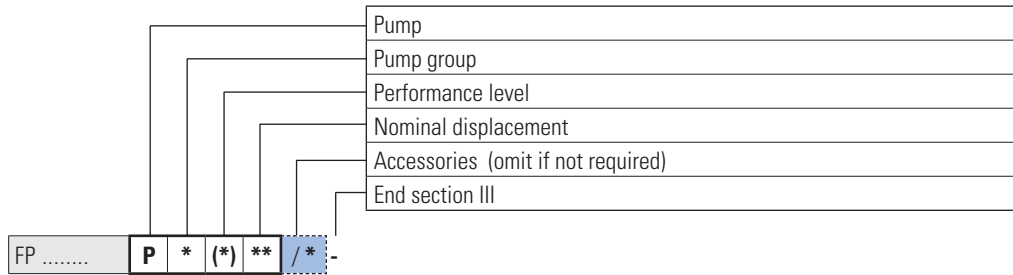 Pump
Pump group
Performance level
Nominal displacement
Accessories (omit if not required)
End section III
FP ........ P * (*) ** / * -